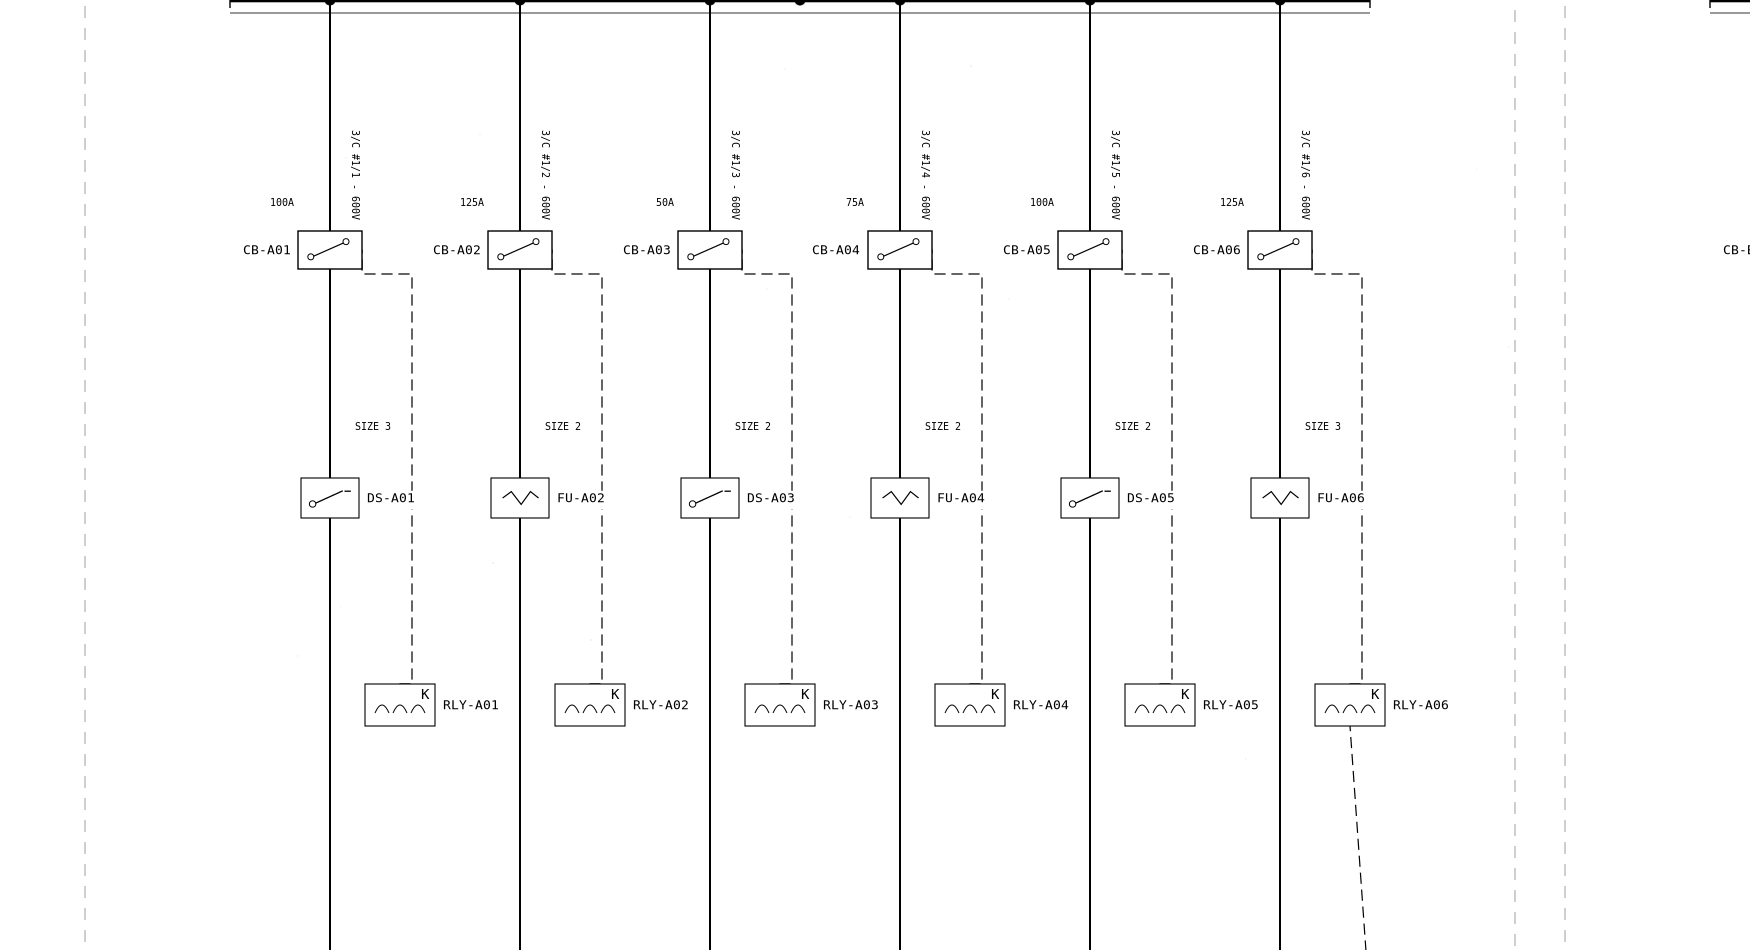 3/C #1/1 - 600V
3/C #1/2 - 600V
3/C #1/3 - 600V
3/C #1/4 - 600V
3/C #1/5 - 600V
3/C #1/6 - 600V
100A
125A
50A
75A
100A
125A
CB-A01
CB-A02
CB-A03
CB-A04
CB-A05
CB-A06
SIZE 3
SIZE 2
SIZE 2
SIZE 2
SIZE 2
SIZE 3
DS-A01
FU-A02
DS-A03
FU-A04
DS-A05
FU-A06
K
K
K
K
K
K
RLY-A01
RLY-A02
RLY-A03
RLY-A04
RLY-A05
RLY-A06